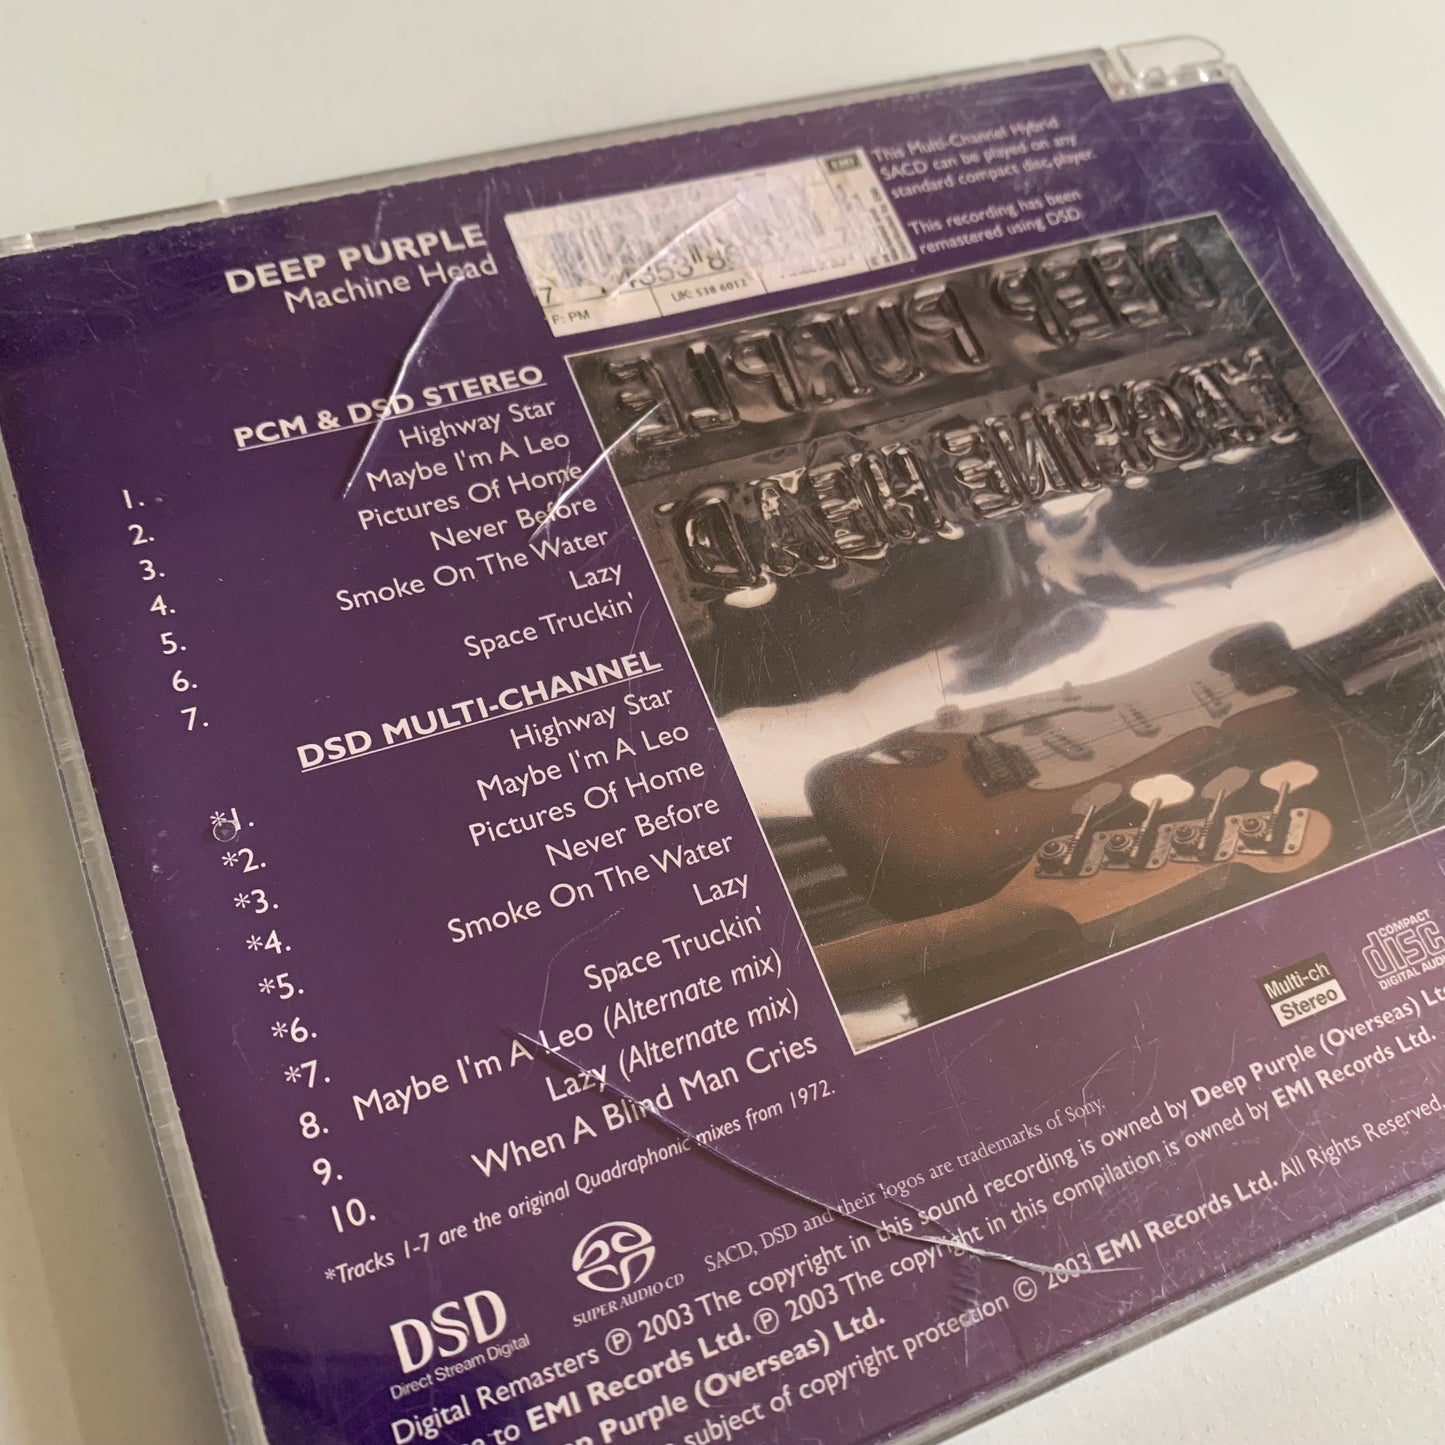 DEEP PURPLE
Machine Head
PCM & DSD STEREO
1. Highway Star
2. Maybe I'm A Leo
3. Pictures Of Home
4. Never Before
5. Smoke On The Water
6. Lazy
7. Space Truckin'
DSD MULTI-CHANNEL
*1. Highway Star
*2. Maybe I'm A Leo
*3. Pictures Of Home
*4. Never Before
*5. Smoke On The Water
*6. Lazy
*7. Space Truckin'
8. Maybe I'm A Leo (Alternate mix)
9. Lazy (Alternate mix)
10. When A Blind Man Cries
*Tracks 1-7 are the original Quadraphonic mixes from 1972.
EMI
UK: 538 6012
F: PM
This Multi-Channel Hybrid
SACD can be played on any
standard compact disc player.
This recording has been
remastered using DSD.
DEEP PURPLE
MACHINE HEAD
Multi-ch
Stereo
COMPACT
disc
DIGITAL AUDIO
DSD
Direct Stream Digital
SUPER AUDIO CD
SACD, DSD and their logos are trademarks of Sony.
Digital Remasters ℗ 2003 The copyright in this sound recording is owned by Deep Purple (Overseas) Ltd
to EMI Records Ltd. ℗ 2003 The copyright in this compilation is owned by EMI Records Ltd.
Purple (Overseas) Ltd.
subject of copyright protection © 2003 EMI Records Ltd. All Rights Reserved.